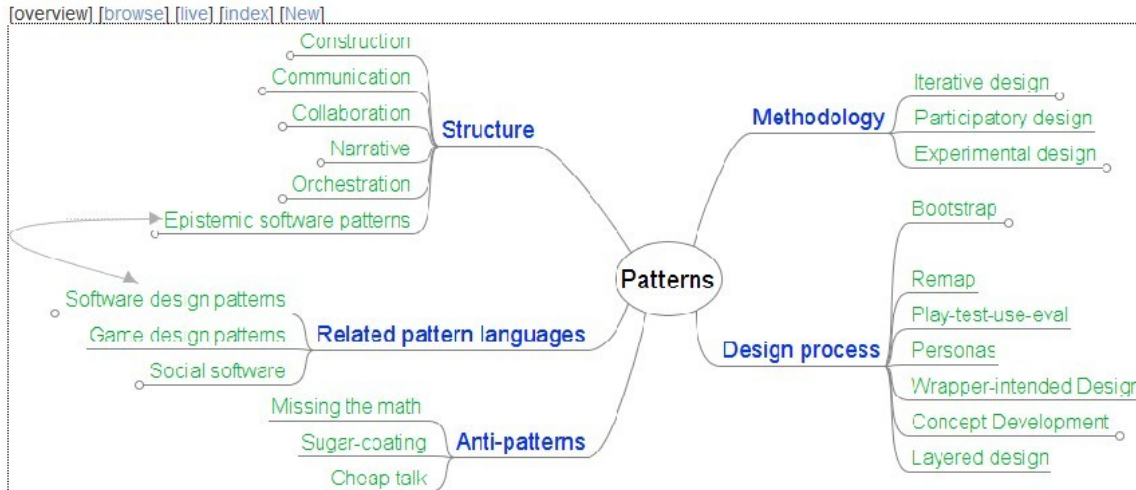 [overview] [browse] [live] [index] [New]
Construction
Communication
Collaboration
Narrative
Orchestration
Epistemic software patterns
Structure
Software design patterns
Game design patterns
Social software
Related pattern languages
Missing the math
Sugar-coating
Cheap talk
Anti-patterns
Patterns
Methodology
Iterative design
Participatory design
Experimental design
Design process
Bootstrap
Remap
Play-test-use-eval
Personas
Wrapper-intended Design
Concept Development
Layered design